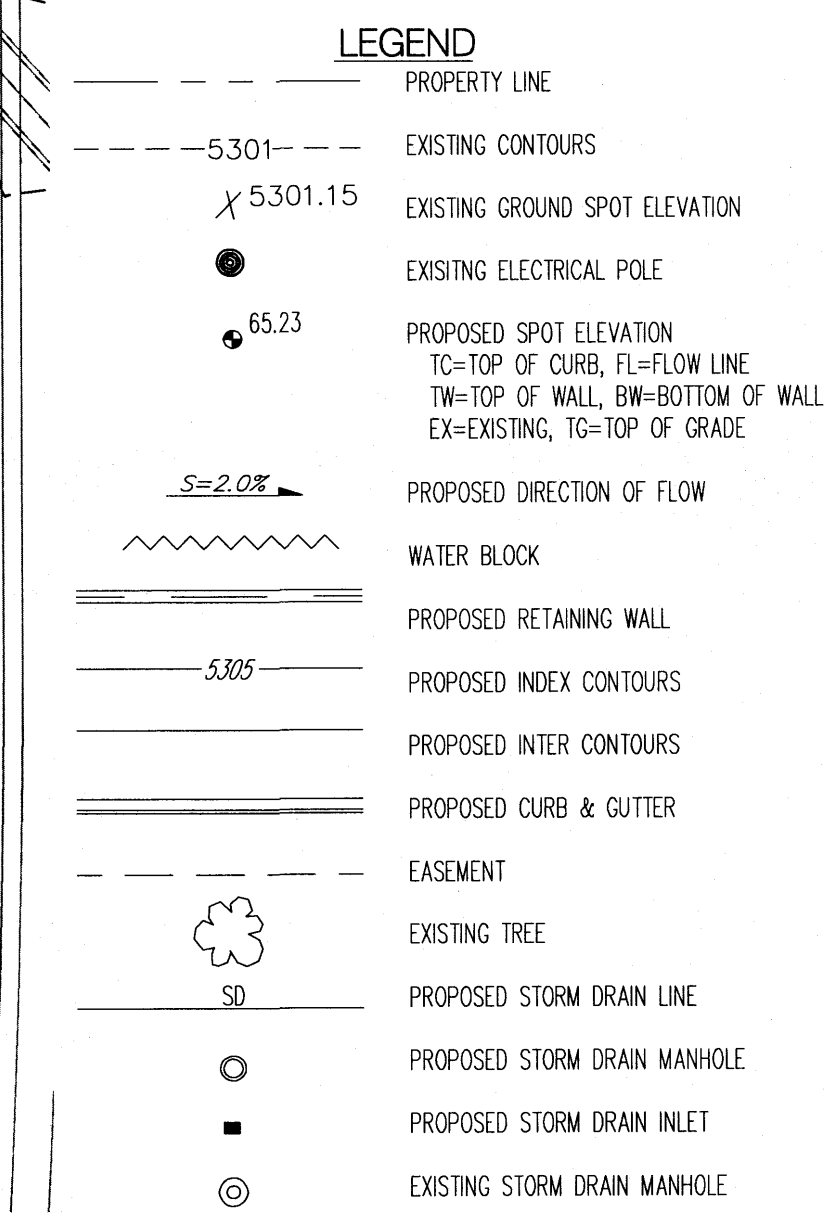 LEGEND
PROPERTY LINE
5301 EXISTING CONTOURS
X 5301.15 EXISTING GROUND SPOT ELEVATION
EXISITNG ELECTRICAL POLE
65.23 PROPOSED SPOT ELEVATION
TC=TOP OF CURB, FL=FLOW LINE
TW=TOP OF WALL, BW=BOTTOM OF WALL
EX=EXISTING, TG=TOP OF GRADE
S=2.0% PROPOSED DIRECTION OF FLOW
WATER BLOCK
PROPOSED RETAINING WALL
5305 PROPOSED INDEX CONTOURS
PROPOSED INTER CONTOURS
PROPOSED CURB & GUTTER
EASEMENT
EXISTING TREE
SD PROPOSED STORM DRAIN LINE
PROPOSED STORM DRAIN MANHOLE
PROPOSED STORM DRAIN INLET
EXISTING STORM DRAIN MANHOLE